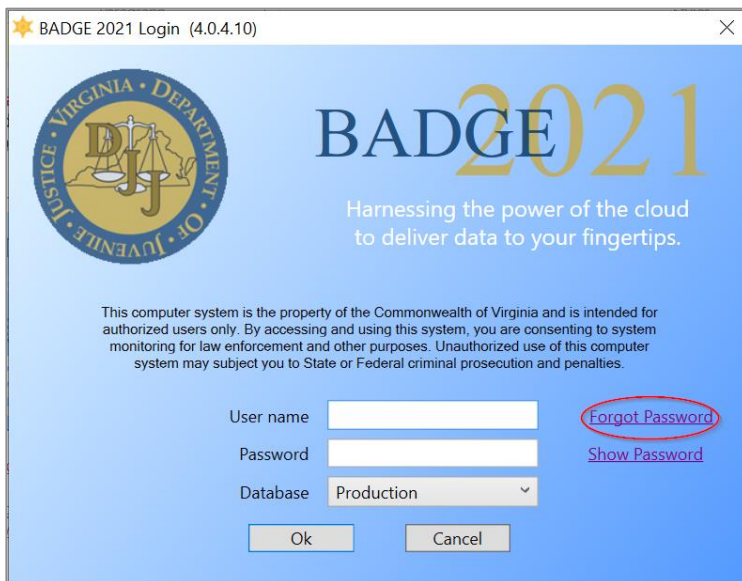 BADGE 2021 Login (4.0.4.10)
VIRGINIA • DEPARTMENT • OF • JUVENILE • JUSTICE •
DJJ
BADGE 2021
Harnessing the power of the cloud
to deliver data to your fingertips.
This computer system is the property of the Commonwealth of Virginia and is intended for
authorized users only. By accessing and using this system, you are consenting to system
monitoring for law enforcement and other purposes. Unauthorized use of this computer
system may subject you to State or Federal criminal prosecution and penalties.
User name Forgot Password
Password Show Password
Database Production
Ok Cancel